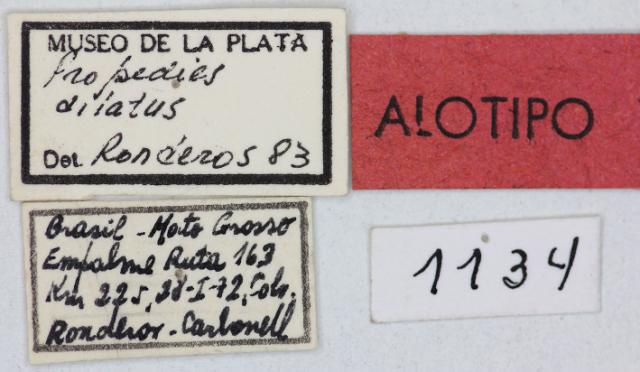 MUSEO DE LA PLATA
Propedies
dilatus
Det. Ronderos 83
ALOTIPO
Brasil - Mato Grosso
Empalme Ruta 163
Km 225, 28-I-72, Cols.
Ronderos - Carbonell
1134